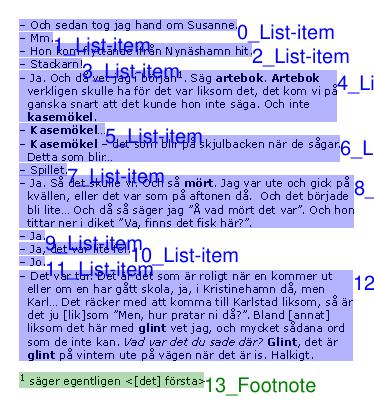 – Och sedan tog jag hand om Susanne.
– Mm.
– Hon kom flyttande ifrån Nynäshamn hit.
– Stackarn!
– Ja. Och då vet jag i början¹. Säg artebok. Artebok
verkligen skulle ha för det var liksom det, det kom vi på
ganska snart att det kunde hon inte säga. Och inte
kasemökel.
– Kasemökel…
– Kasemökel – det som blir på skjulbacken när de sågar.
Detta som blir…
– Spillet.
– Ja. Så det skulle vi. Och så mört. Jag var ute och gick på
kvällen, eller det var som på aftonen då. Och det började
bli lite… Och då så säger jag ”Å vad mört det var”. Och hon
tittar ner i diket ”Va, finns det fisk här?”.
– Ja.
– Ja, det var lite fel.
– Jo.
– Det var tur. Det är det som är roligt när en kommer ut
eller om en har gått skola, ja, i Kristinehamn då, men
Karl… Det räcker med att komma till Karlstad liksom, så är
det ju [lik]som ”Men, hur pratar ni då?”. Bland [annat]
liksom det här med glint vet jag, och mycket sådana ord
som de inte kan. Vad var det du sade där? Glint, det är
glint på vintern ute på vägen när det är is. Halkigt.
¹ säger egentligen <[det] första>
0_List-item
1_List-item
2_List-item
3_List-item
4_Li
5_List-item
6_L
7_List-item
8_
9_List-item
10_List-item
11_List-item
12
13_Footnote